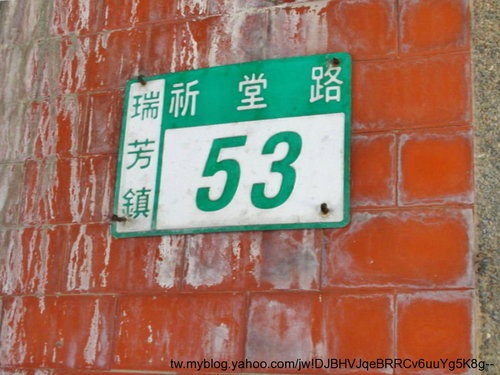 瑞芳鎮
祈堂路
53
tw.myblog.yahoo.com/jw!DJBHVJqeBRRCv6uuYg5K8g--